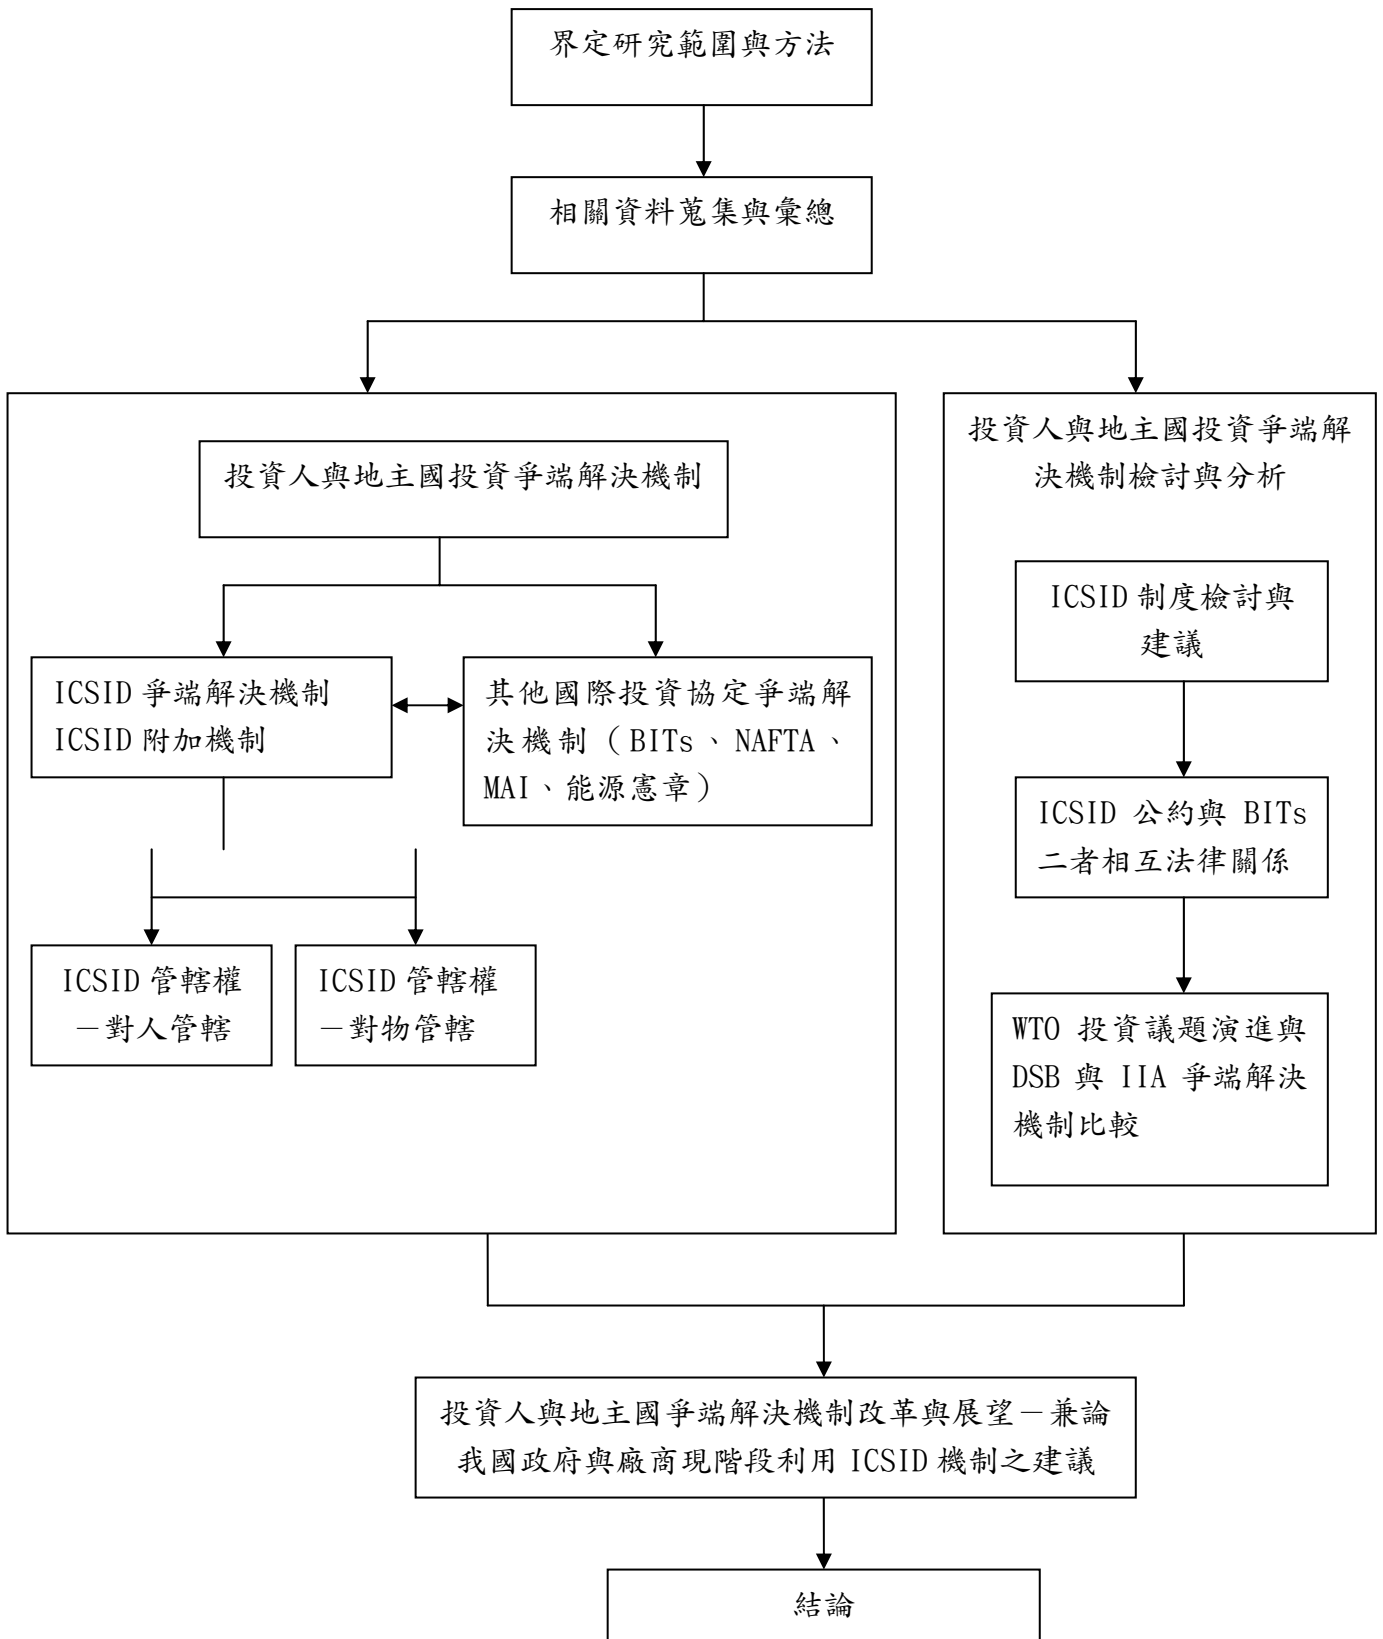 界定研究範圍與方法
相關資料蒐集與彙總
投資人與地主國投資爭端解決機制
ICSID 爭端解決機制
ICSID 附加機制
其他國際投資協定爭端解
決機制（BITs、NAFTA、
MAI、能源憲章）
ICSID 管轄權
－對人管轄
ICSID 管轄權
－對物管轄
投資人與地主國投資爭端解
決機制檢討與分析
ICSID 制度檢討與
建議
ICSID 公約與 BITs
二者相互法律關係
WTO 投資議題演進與
DSB 與 IIA 爭端解決
機制比較
投資人與地主國爭端解決機制改革與展望－兼論
我國政府與廠商現階段利用 ICSID 機制之建議
結論